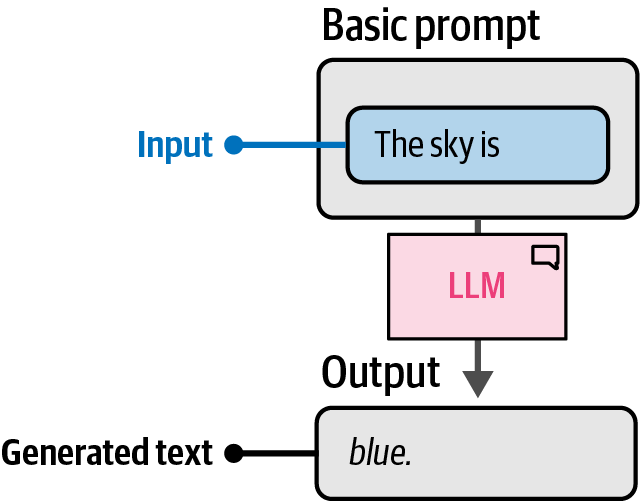 Basic prompt
Input
The sky is
LLM
Output
Generated text
blue.